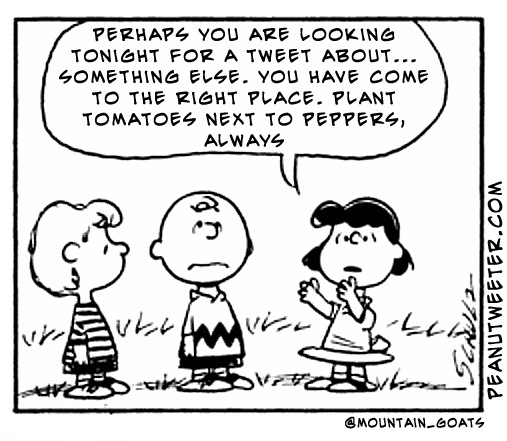 PERHAPS YOU ARE LOOKING
TONIGHT FOR A TWEET ABOUT...
SOMETHING ELSE. YOU HAVE COME
TO THE RIGHT PLACE. PLANT
TOMATOES NEXT TO PEPPERS,
ALWAYS
SCHULZ
PEANUTWEETER.COM
@MOUNTAIN_GOATS